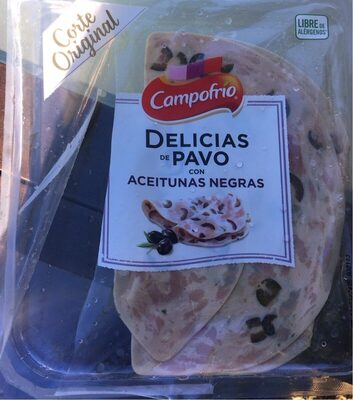 Corte
Original
LIBRE DE
ALÉRGENOS
Campofrío
DELICIAS
DE PAVO
CON
ACEITUNAS NEGRAS